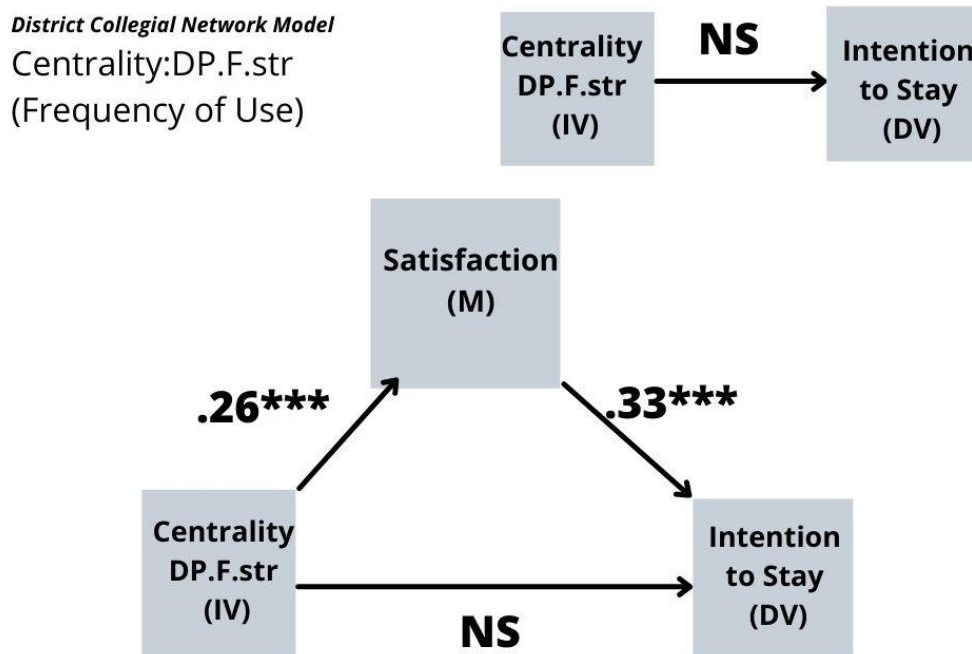 District Collegial Network Model
Centrality:DP.F.str
(Frequency of Use)
Centrality
DP.F.str
(IV)
NS
Intention
to Stay
(DV)
Satisfaction
(M)
.26***
.33***
Centrality
DP.F.str
(IV)
NS
Intention
to Stay
(DV)